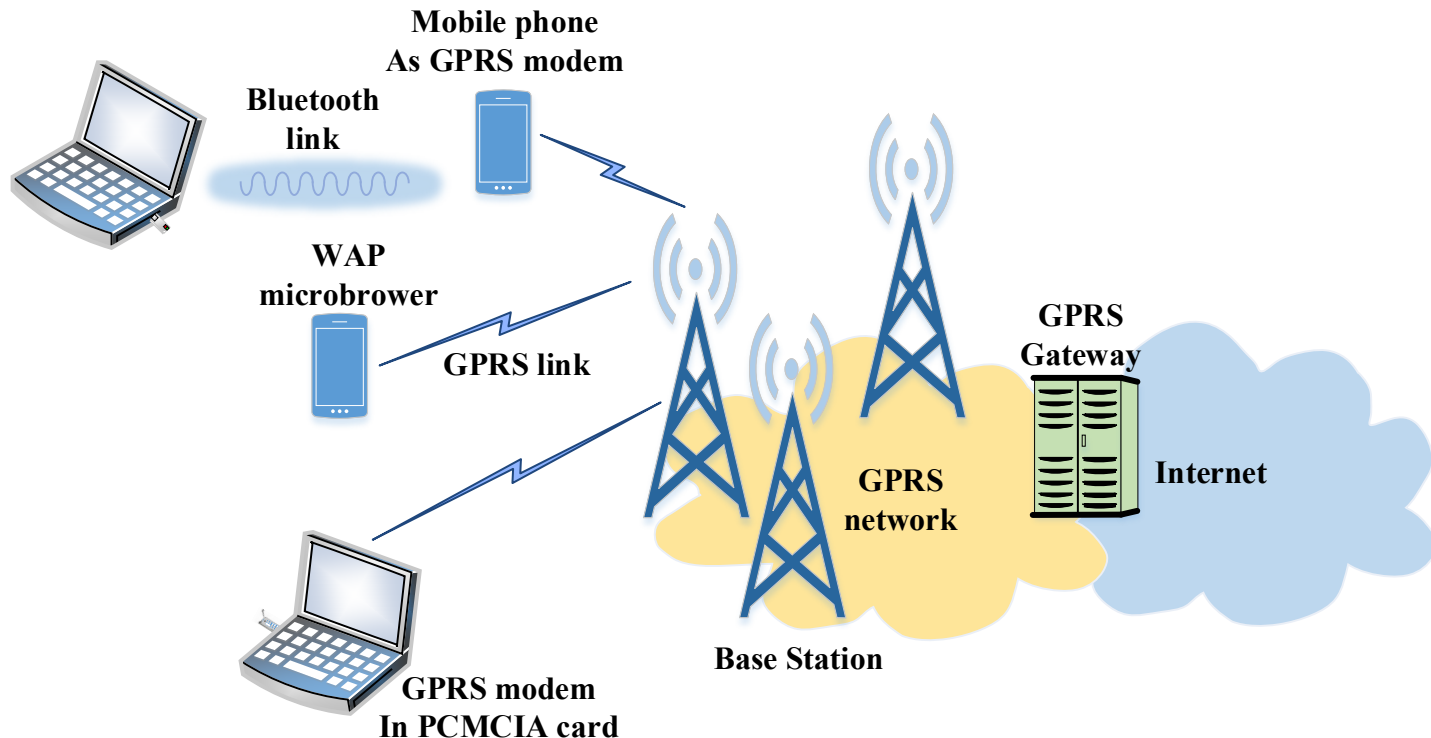 Mobile phone
As GPRS modem
Bluetooth
link
WAP
microbrower
GPRS link
GPRS
Gateway
GPRS
network
Internet
Base Station
GPRS modem
In PCMCIA card